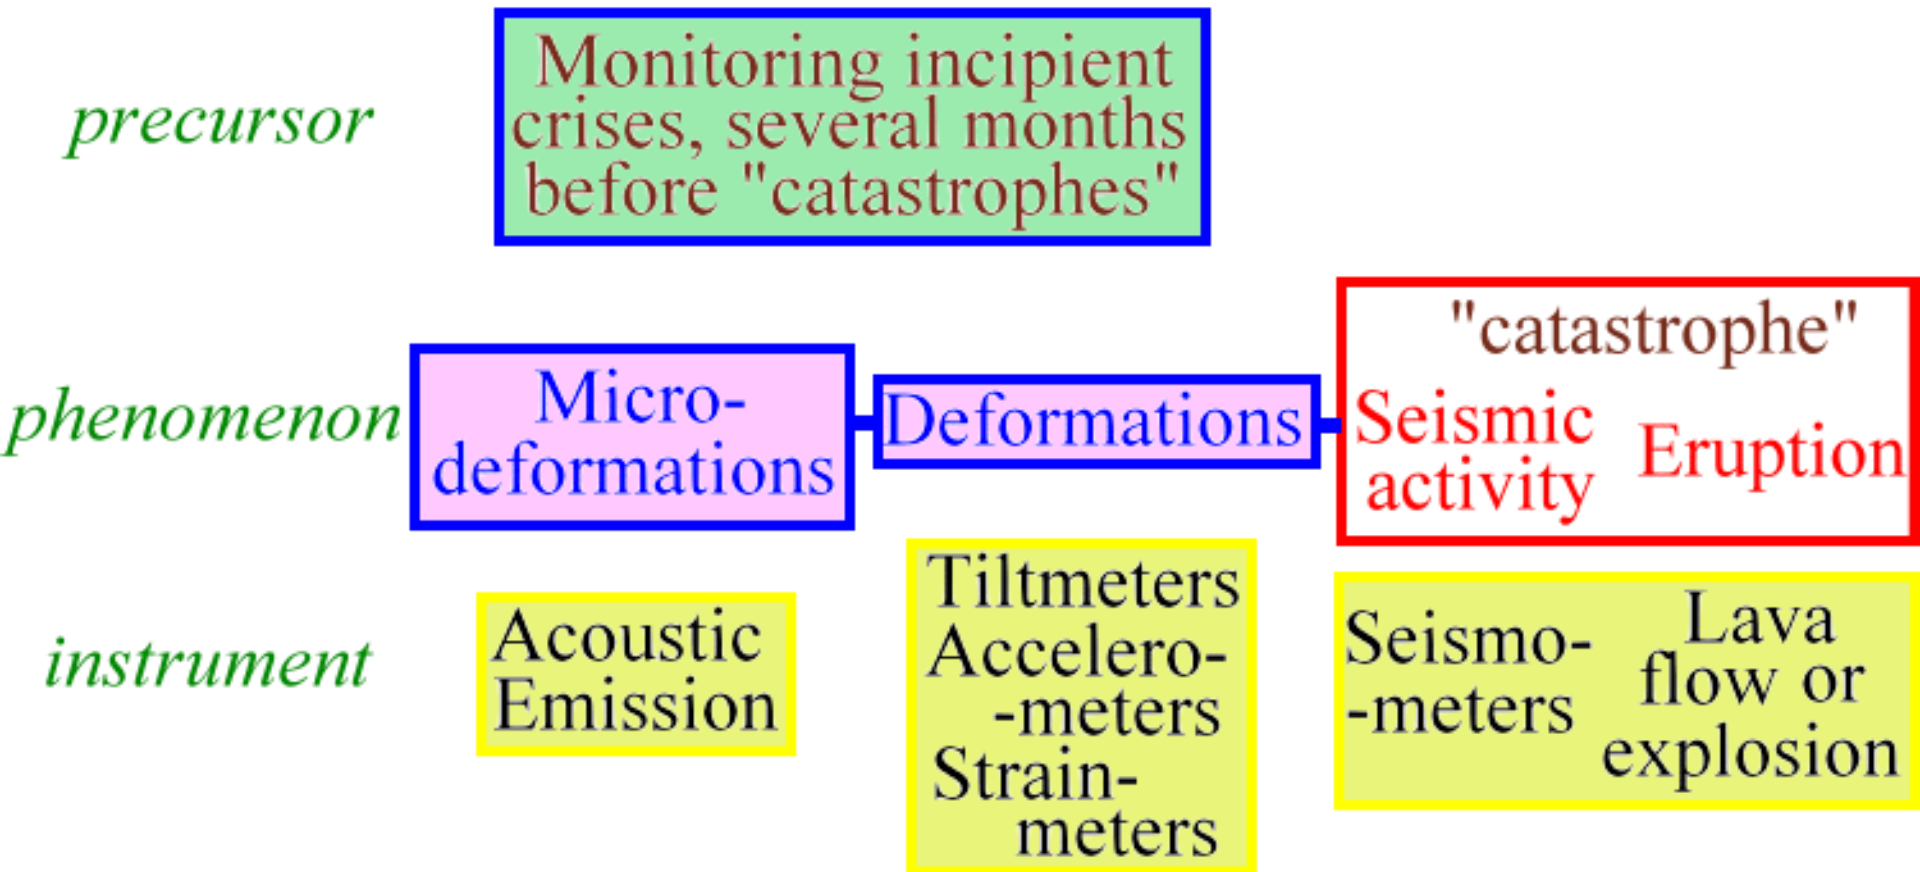 precursor
Monitoring incipient
crises, several months
before "catastrophes"
phenomenon
Micro-
deformations
Deformations
"catastrophe"
Seismic
activity
Eruption
instrument
Acoustic
Emission
Tiltmeters
Accelero-
-meters
Strain-
meters
Seismo-
-meters
Lava
flow or
explosion